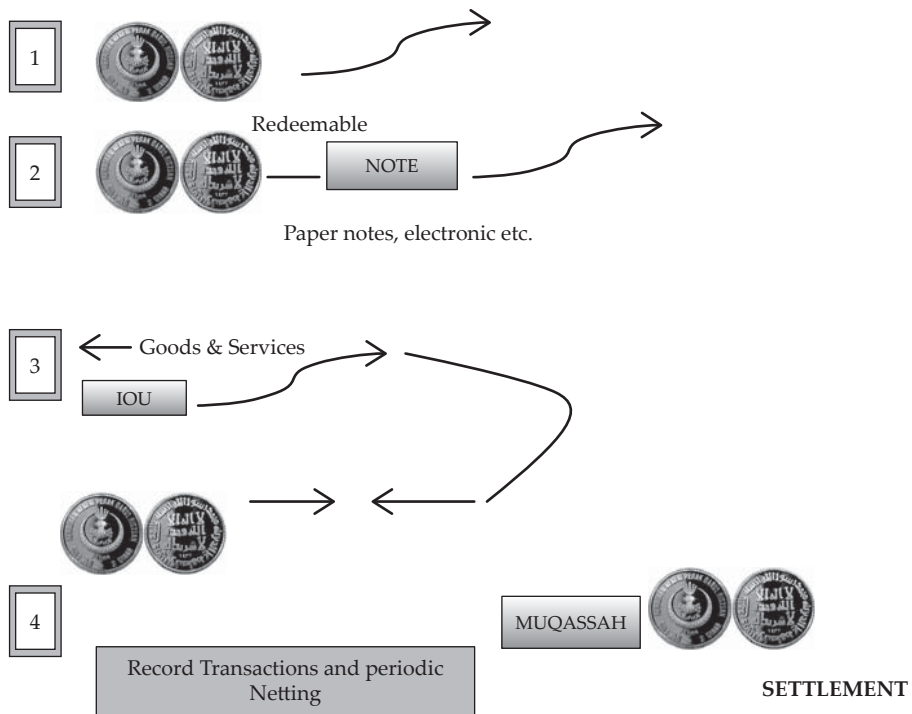 1
Redeemable
2
NOTE
Paper notes, electronic etc.
3
Goods & Services
IOU
4
MUQASSAH
Record Transactions and periodic
Netting
SETTLEMENT